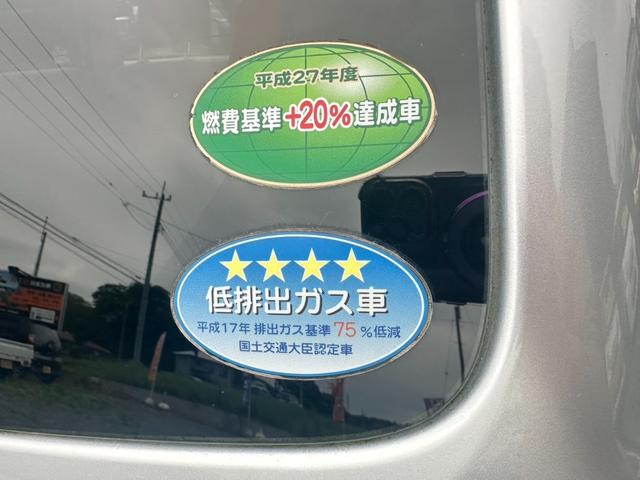 平成27年度
燃費基準+20%達成車
低排出ガス車
平成17年 排出ガス基準 75 %低減
国土交通大臣認定車